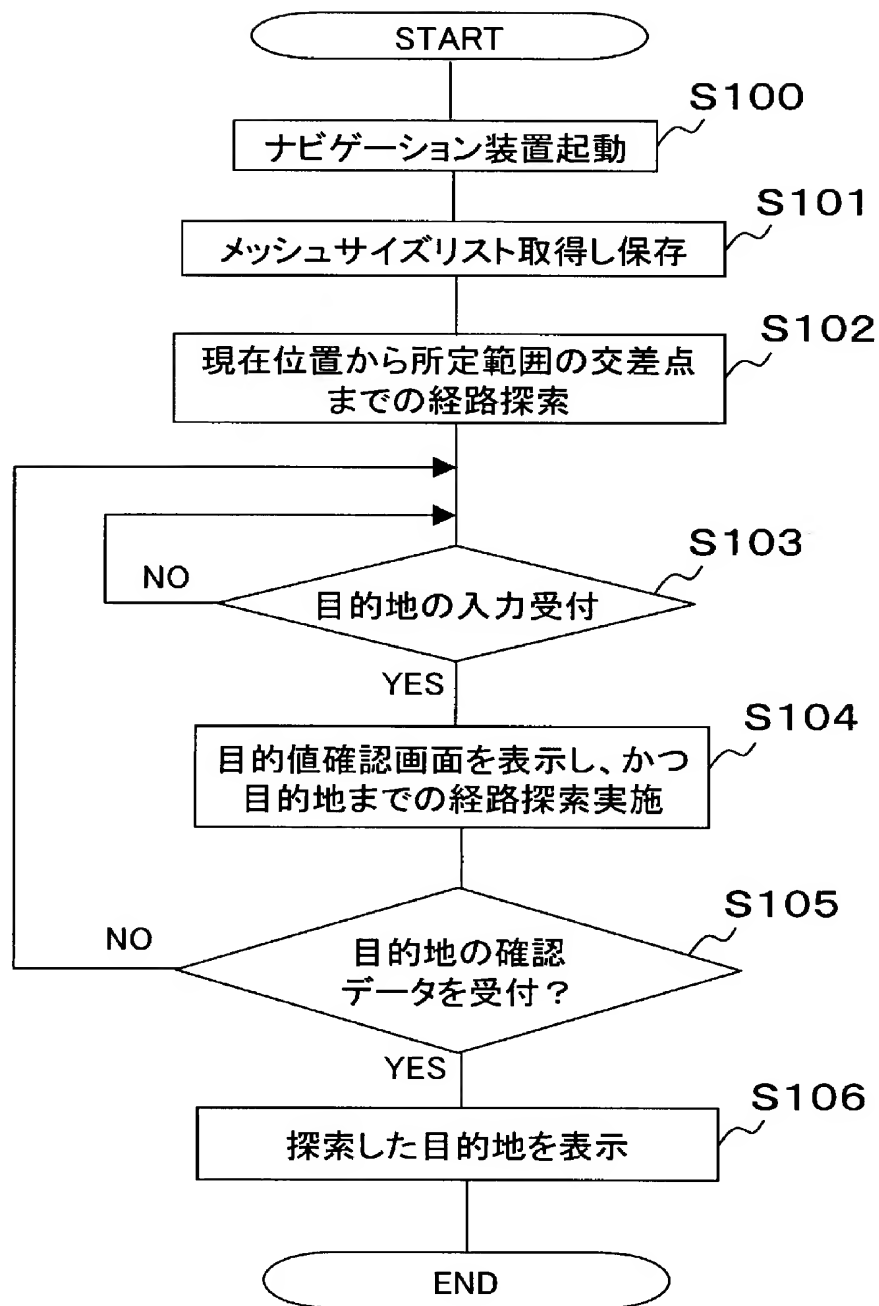 START
S100
ナビゲーション装置起動
S101
メッシュサイズリスト取得し保存
S102
現在位置から所定範囲の交差点
までの経路探索
S103
NO
目的地の入力受付
YES
S104
目的値確認画面を表示し、かつ
目的地までの経路探索実施
S105
NO
目的地の確認
データを受付？
YES
S106
探索した目的地を表示
END